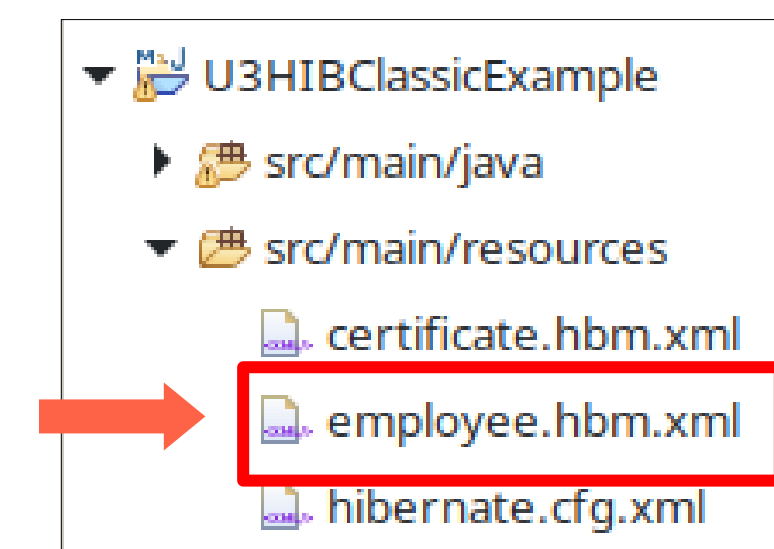 U3HIBClassicExample
src/main/java
src/main/resources
certificate.hbm.xml
employee.hbm.xml
hibernate.cfg.xml